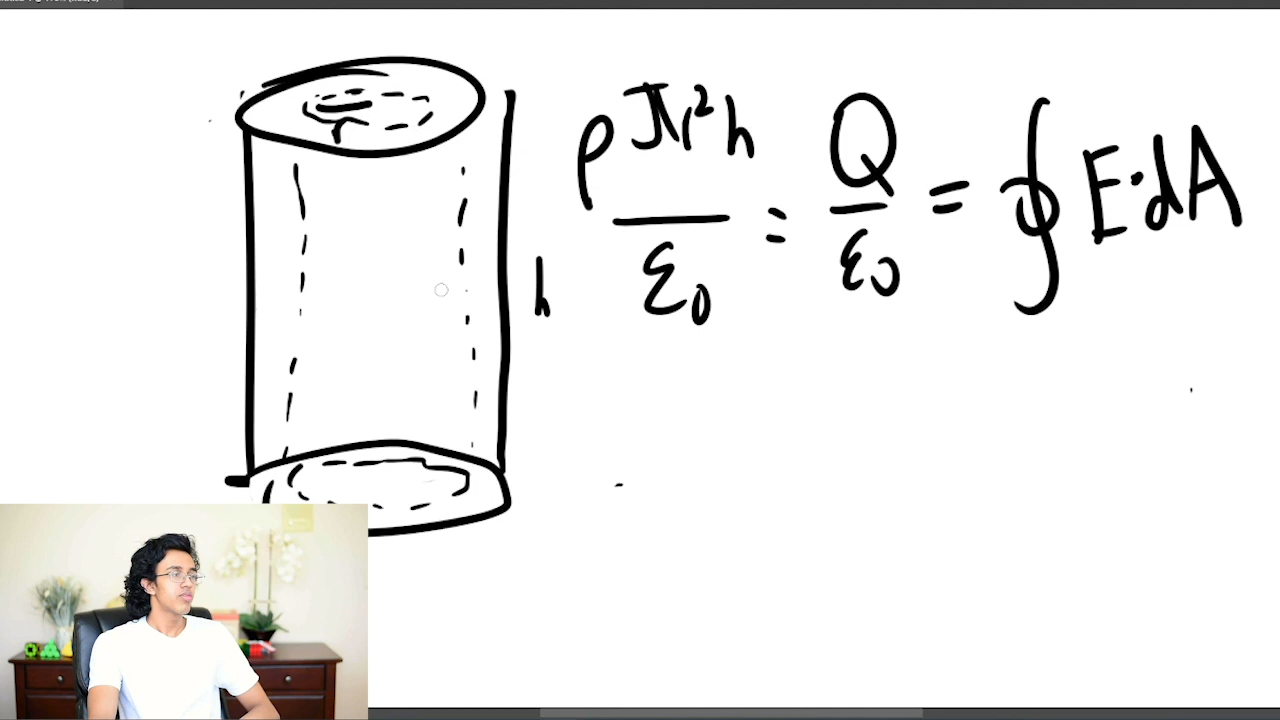 r
h
ρπr²h/ε₀ = Q/ε₀ = ∮E·dA